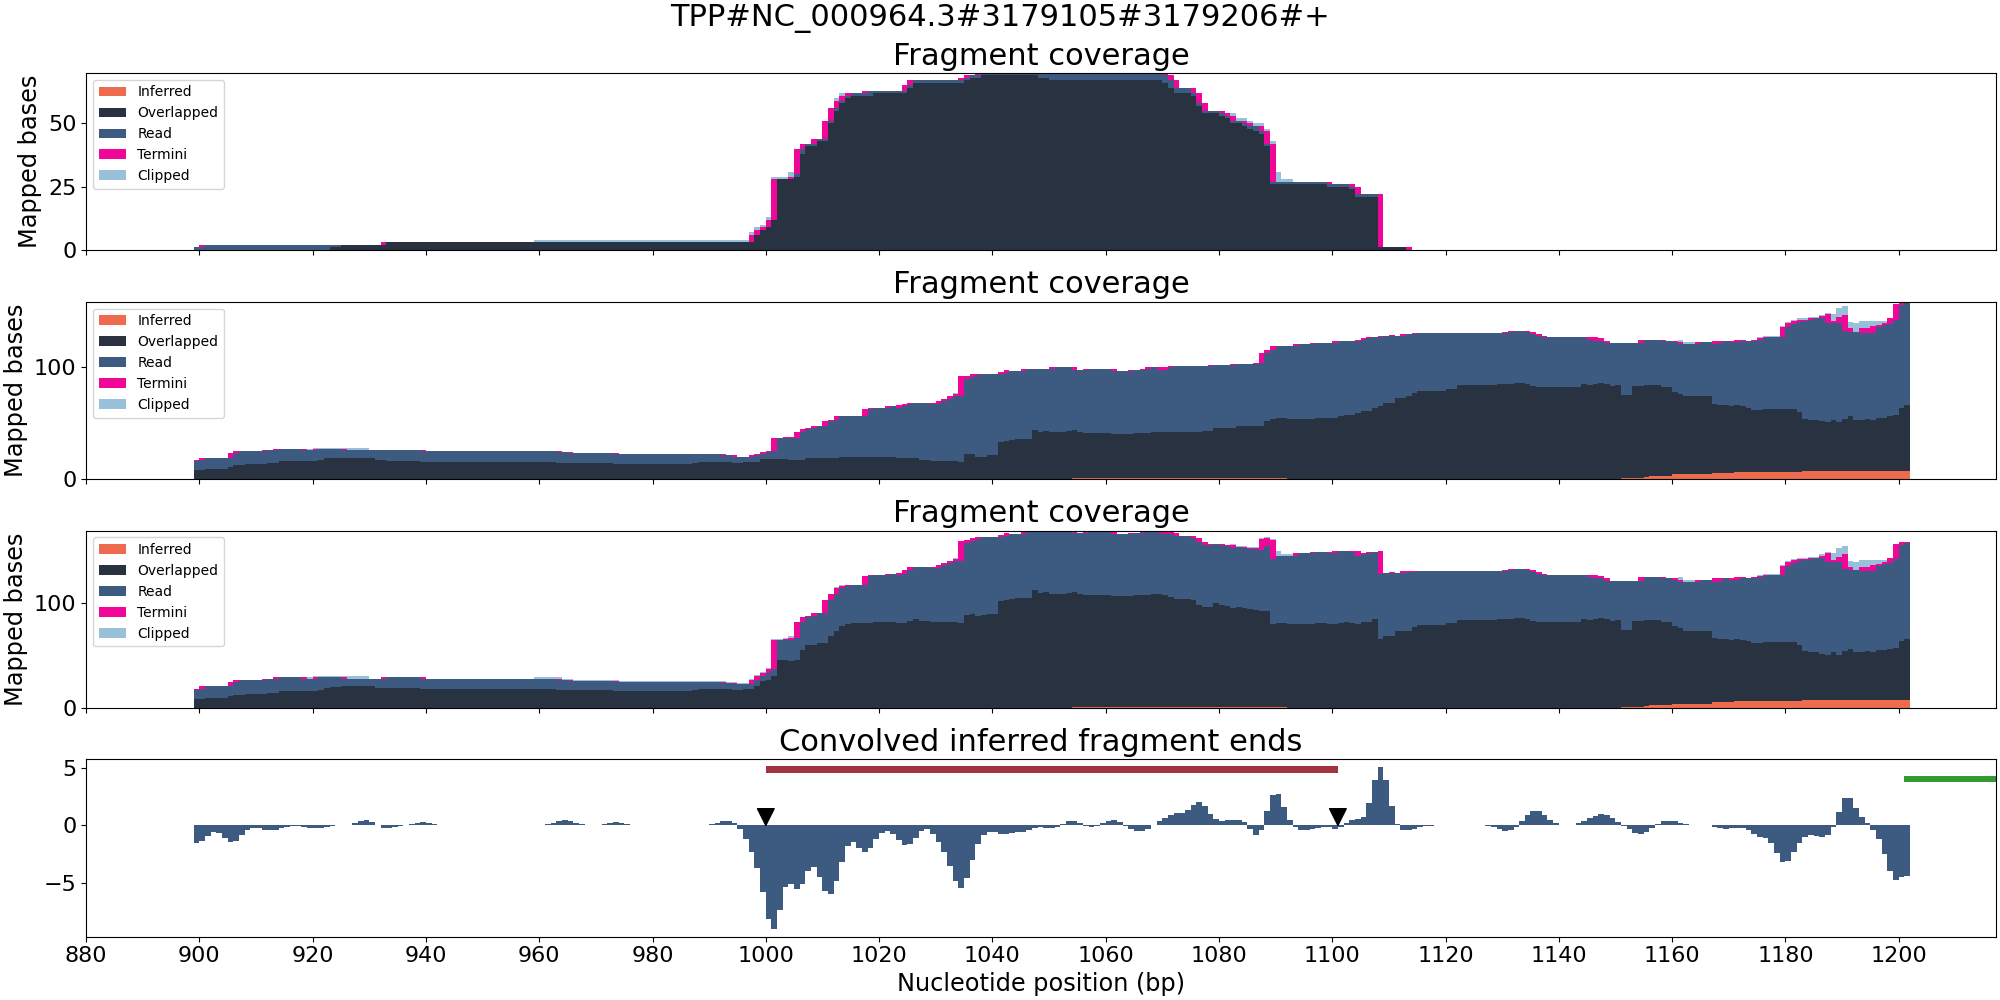 TPP#NC_000964.3#3179105#3179206#+
Fragment coverage
Mapped bases
50
25
0
Inferred
Overlapped
Read
Termini
Clipped
Fragment coverage
Mapped bases
100
0
Inferred
Overlapped
Read
Termini
Clipped
Fragment coverage
Mapped bases
100
0
Inferred
Overlapped
Read
Termini
Clipped
Convolved inferred fragment ends
5
0
−5
880 900 920 940 960 980 1000 1020 1040 1060 1080 1100 1120 1140 1160 1180 1200
Nucleotide position (bp)